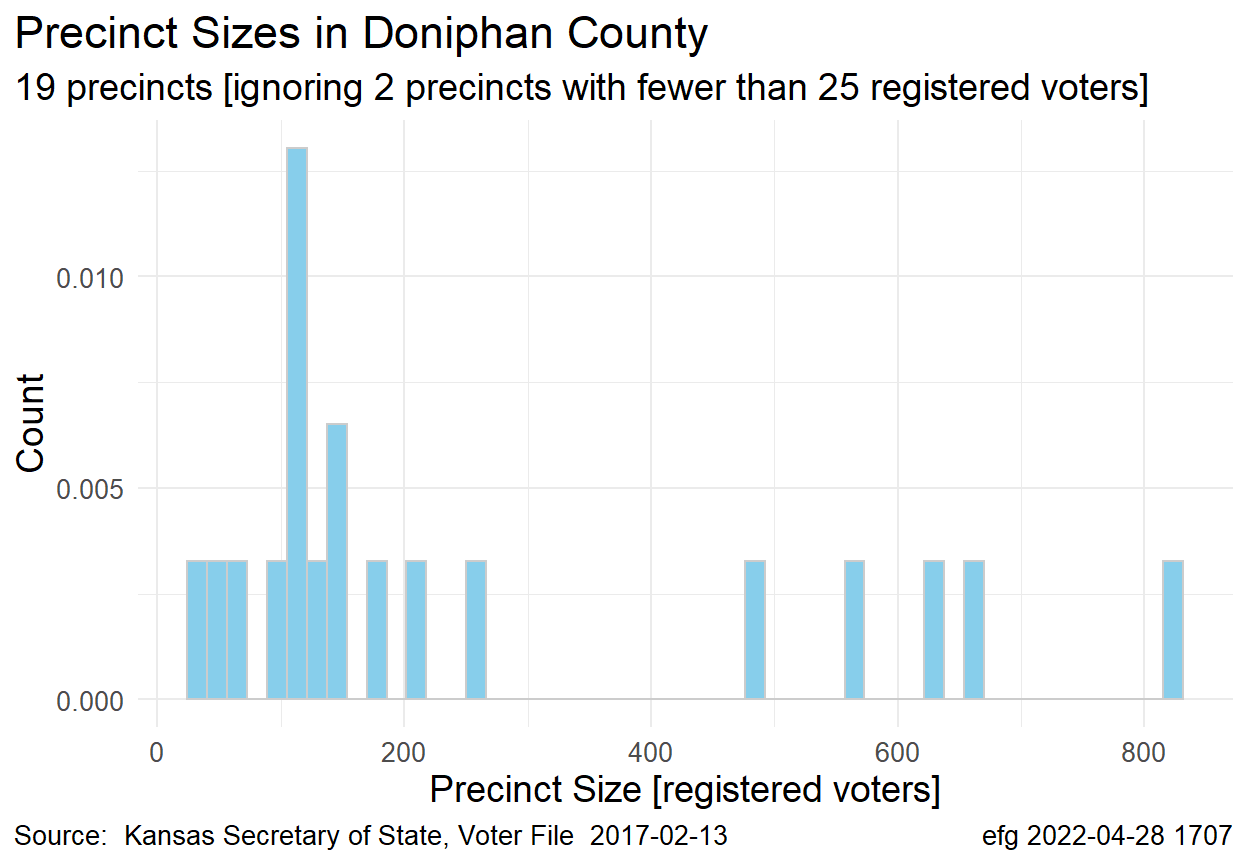 Precinct Sizes in Doniphan County
19 precincts [ignoring 2 precincts with fewer than 25 registered voters]
Count
0.010
0.005
0.000
0 200 400 600 800
Precinct Size [registered voters]
Source:  Kansas Secretary of State, Voter File  2017-02-13
efg 2022-04-28 1707